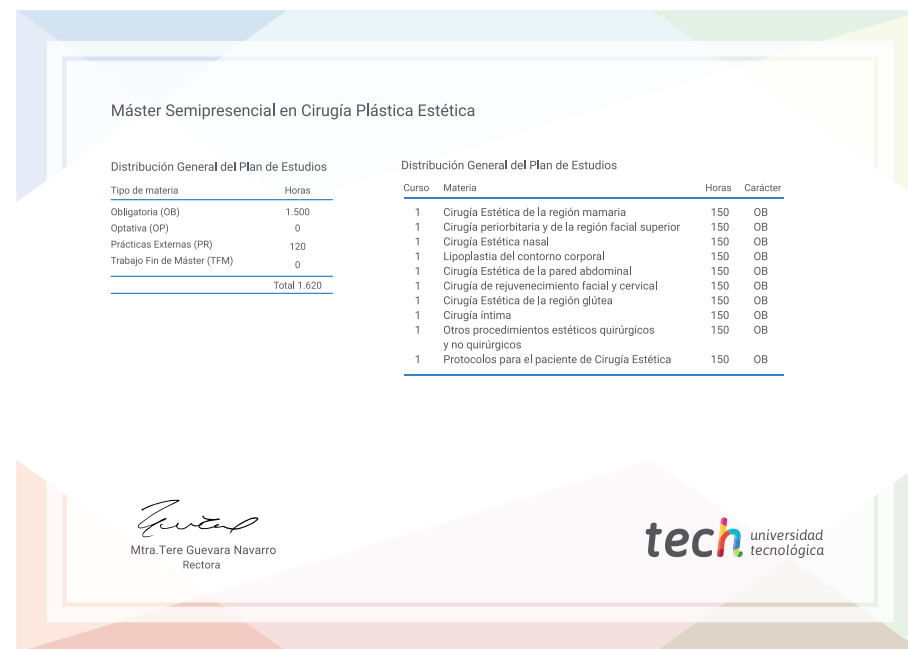 Máster Semipresencial en Cirugía Plástica Estética
Distribución General del Plan de Estudios
Tipo de materia Horas
Obligatoria (OB) 1.500
Optativa (OP) 0
Prácticas Externas (PR) 120
Trabajo Fin de Máster (TFM) 0
Total 1.620
Distribución General del Plan de Estudios
Curso Materia Horas Carácter
1 Cirugía Estética de la región mamaria 150 OB
1 Cirugía periorbitaria y de la región facial superior 150 OB
1 Cirugía Estética nasal 150 OB
1 Lipoplastia del contorno corporal 150 OB
1 Cirugía Estética de la pared abdominal 150 OB
1 Cirugía de rejuvenecimiento facial y cervical 150 OB
1 Cirugía Estética de la región glútea 150 OB
1 Cirugía íntima 150 OB
1 Otros procedimientos estéticos quirúrgicos 150 OB
y no quirúrgicos
1 Protocolos para el paciente de Cirugía Estética 150 OB
Mtra.Tere Guevara Navarro
Rectora
tech universidad
tecnológica